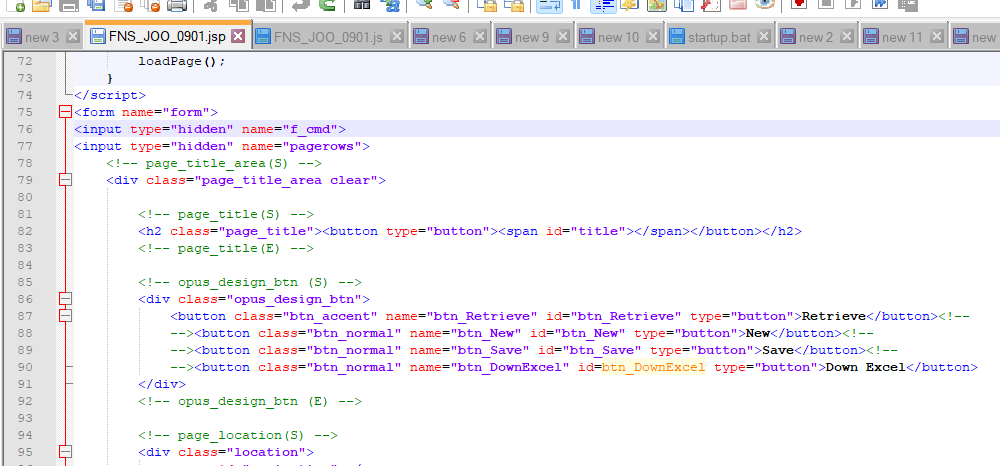 new 3 FNS_JOO_0901.jsp FNS_JOO_0901.js new 6 new 9 new 10 startup.bat new 2 new 11 new
72 loadPage();
73 }
74 </script>
75 <form name="form">
76 <input type="hidden" name="f_cmd">
77 <input type="hidden" name="pagerows">
78 <!-- page_title_area(S) -->
79 <div class="page_title_area clear">
80
81 <!-- page_title(S) -->
82 <h2 class="page_title"><button type="button"><span id="title"></span></button></h2>
83 <!-- page_title(E) -->
84
85 <!-- opus_design_btn (S) -->
86 <div class="opus_design_btn">
87 <button class="btn_accent" name="btn_Retrieve" id="btn_Retrieve" type="button">Retrieve</button><!--
88 --><button class="btn_normal" name="btn_New" id="btn_New" type="button">New</button><!--
89 --><button class="btn_normal" name="btn_Save" id="btn_Save" type="button">Save</button><!--
90 --><button class="btn_normal" name="btn_DownExcel" id=btn_DownExcel type="button">Down Excel</button>
91 </div>
92 <!-- opus_design_btn (E) -->
93
94 <!-- page_location(S) -->
95 <div class="location">